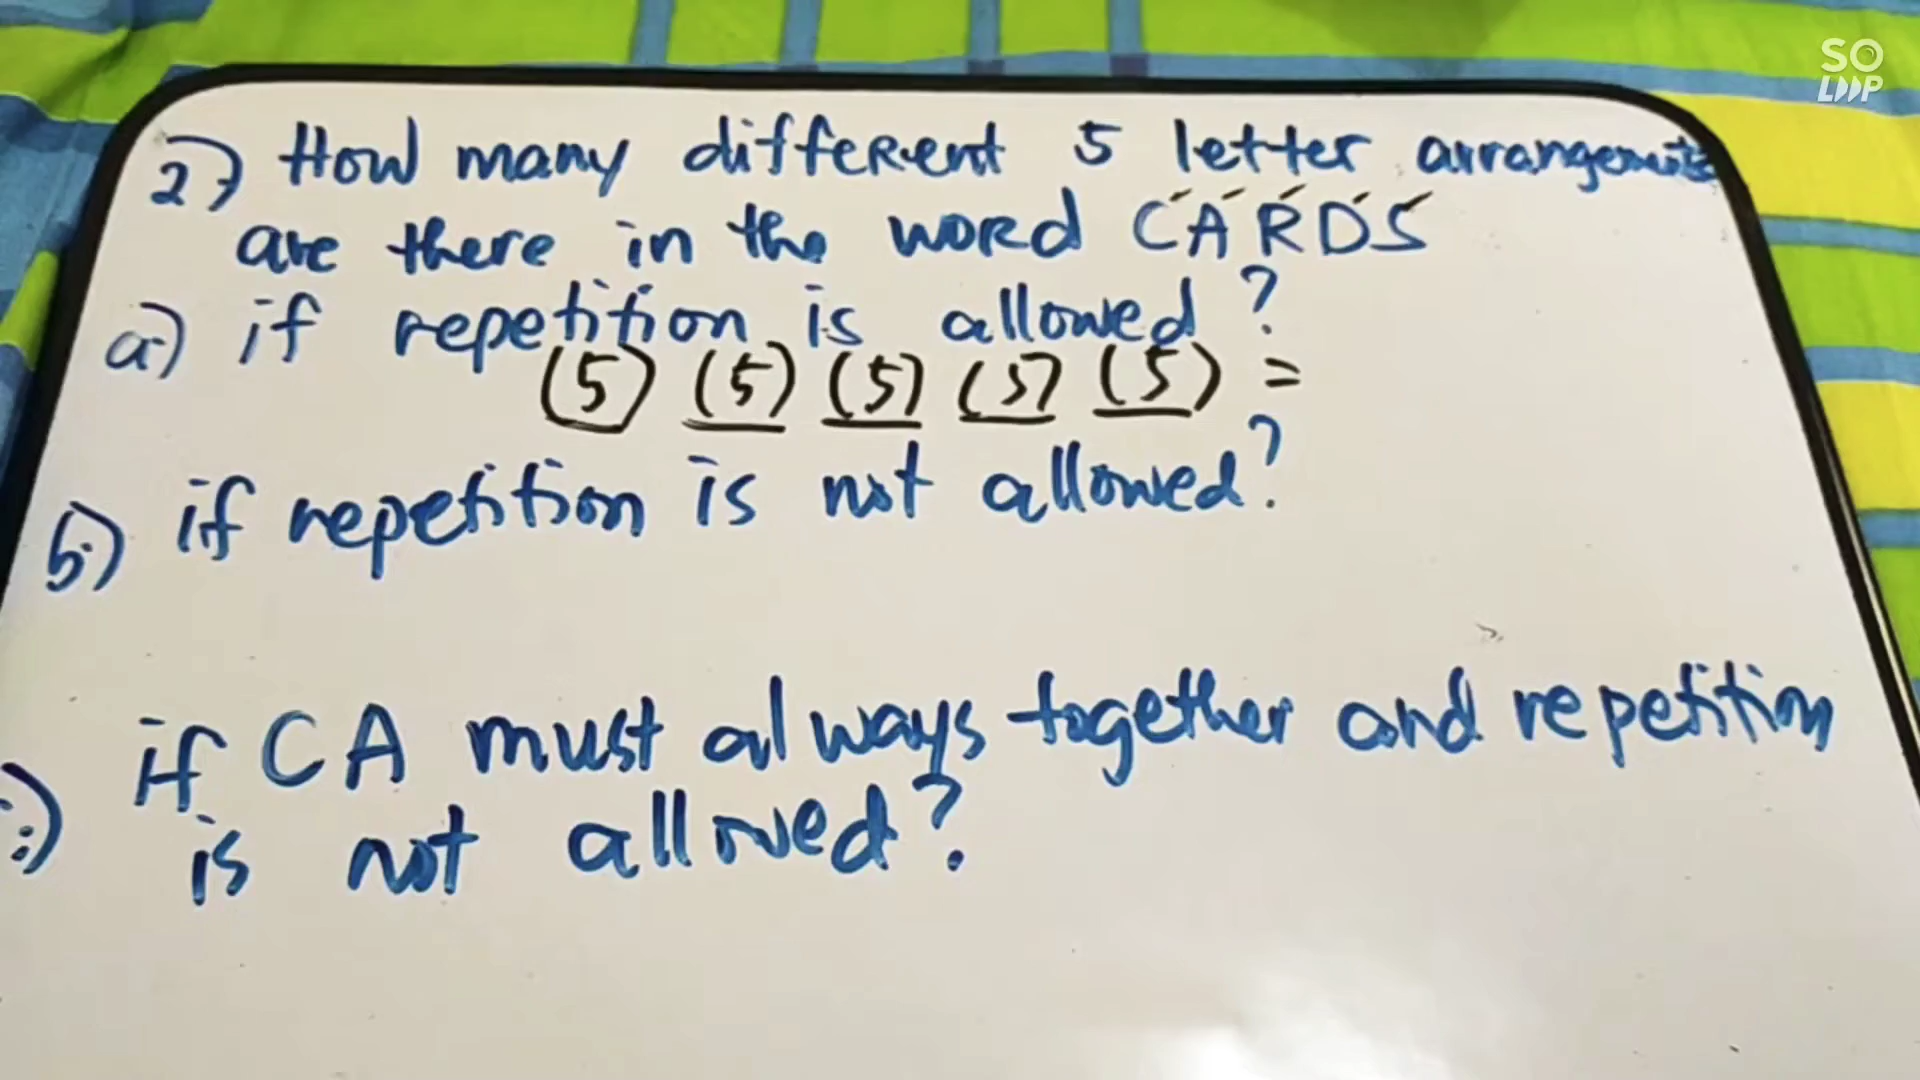 SO
LOOP
2.) How many different 5 letter arrangements
are there in the word CARDS
a.) if repetition is allowed?
(5) (5) (5) (5) (5) =
b.) if repetition is not allowed?
if CA must always together and repetition
is not allowed?